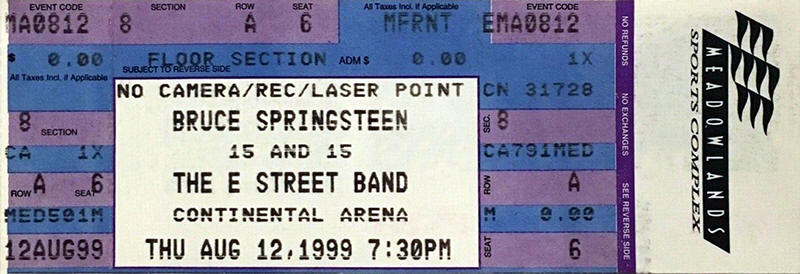 EVENT CODE SECTION ROW SEAT All Taxes Incl. if Applicable EVENT CODE
MA0812 8 A 6 MFRNT EMA0812
$ 0.00 FLOOR SECTION ADM $ 0.00 1X
All Taxes Incl. if Applicable SUBJECT TO REVERSE SIDE
NO CAMERA/REC/LASER POINT CN 31728
8 SECTION BRUCE SPRINGSTEEN SEC. 8
CA 1X 15 AND 15 CA791MED
ROW A SEAT 6 THE E STREET BAND ROW A
MED501M CONTINENTAL ARENA M 0.00
12AUG99 THU AUG 12,1999 7:30PM SEAT 6
NO REFUNDS NO EXCHANGES SEE REVERSE SIDE -
MEADOWLANDS
SPORTS COMPLEX